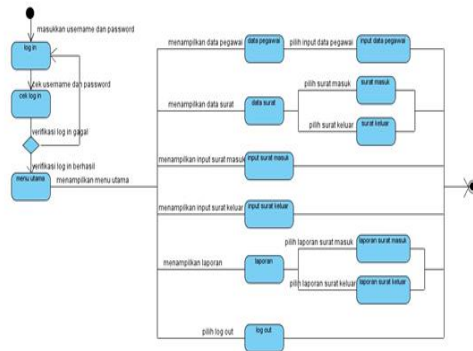 masukkan username dan password
log in
cek username dan password
cek log in
verifikasi log in gagal
verifikasi log in berhasil
menu utama
menampilkan menu utama
menampilkan data pegawai
data pegawai
pilih input data pegawai
input data pegawai
menampilkan data surat
data surat
pilih surat masuk
surat masuk
pilih surat keluar
surat keluar
menampilkan input surat masuk
input surat masuk
menampilkan input surat keluar
input surat keluar
menampilkan laporan
laporan
pilih laporan surat masuk
laporan surat masuk
pilih laporan surat keluar
laporan surat keluar
pilih log out
log out